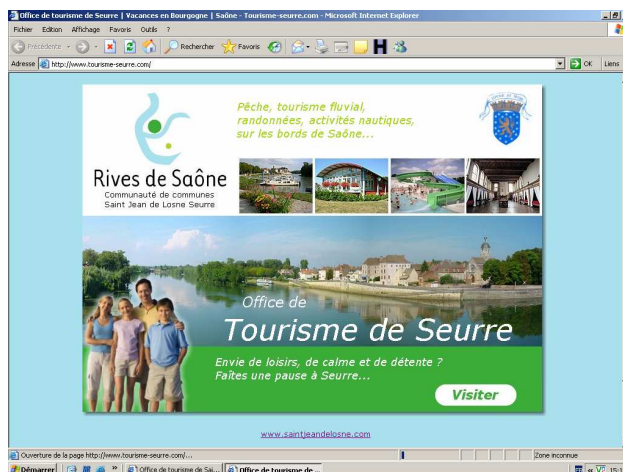 Office de tourisme de Seurre | Vacances en Bourgogne | Saône - Tourisme-seurre.com - Microsoft Internet Explorer
Fichier Edition Affichage Favoris Outils ?
Précédente Rechercher Favoris
Adresse http://www.tourisme-seurre.com/ OK Liens
Pêche, tourisme fluvial,
randonnées, activités nautiques,
sur les bords de Saône...
Rives de Saône
Communauté de communes
Saint Jean de Losne Seurre
Office de
Tourisme de Seurre
Envie de loisirs, de calme et de détente ?
Faîtes une pause à Seurre...
Visiter
www.saintjeandelosne.com
Ouverture de la page http://www.tourisme-seurre.com/... Zone inconnue
Démarrer Office de tourisme de Sai... Office de tourisme de ...